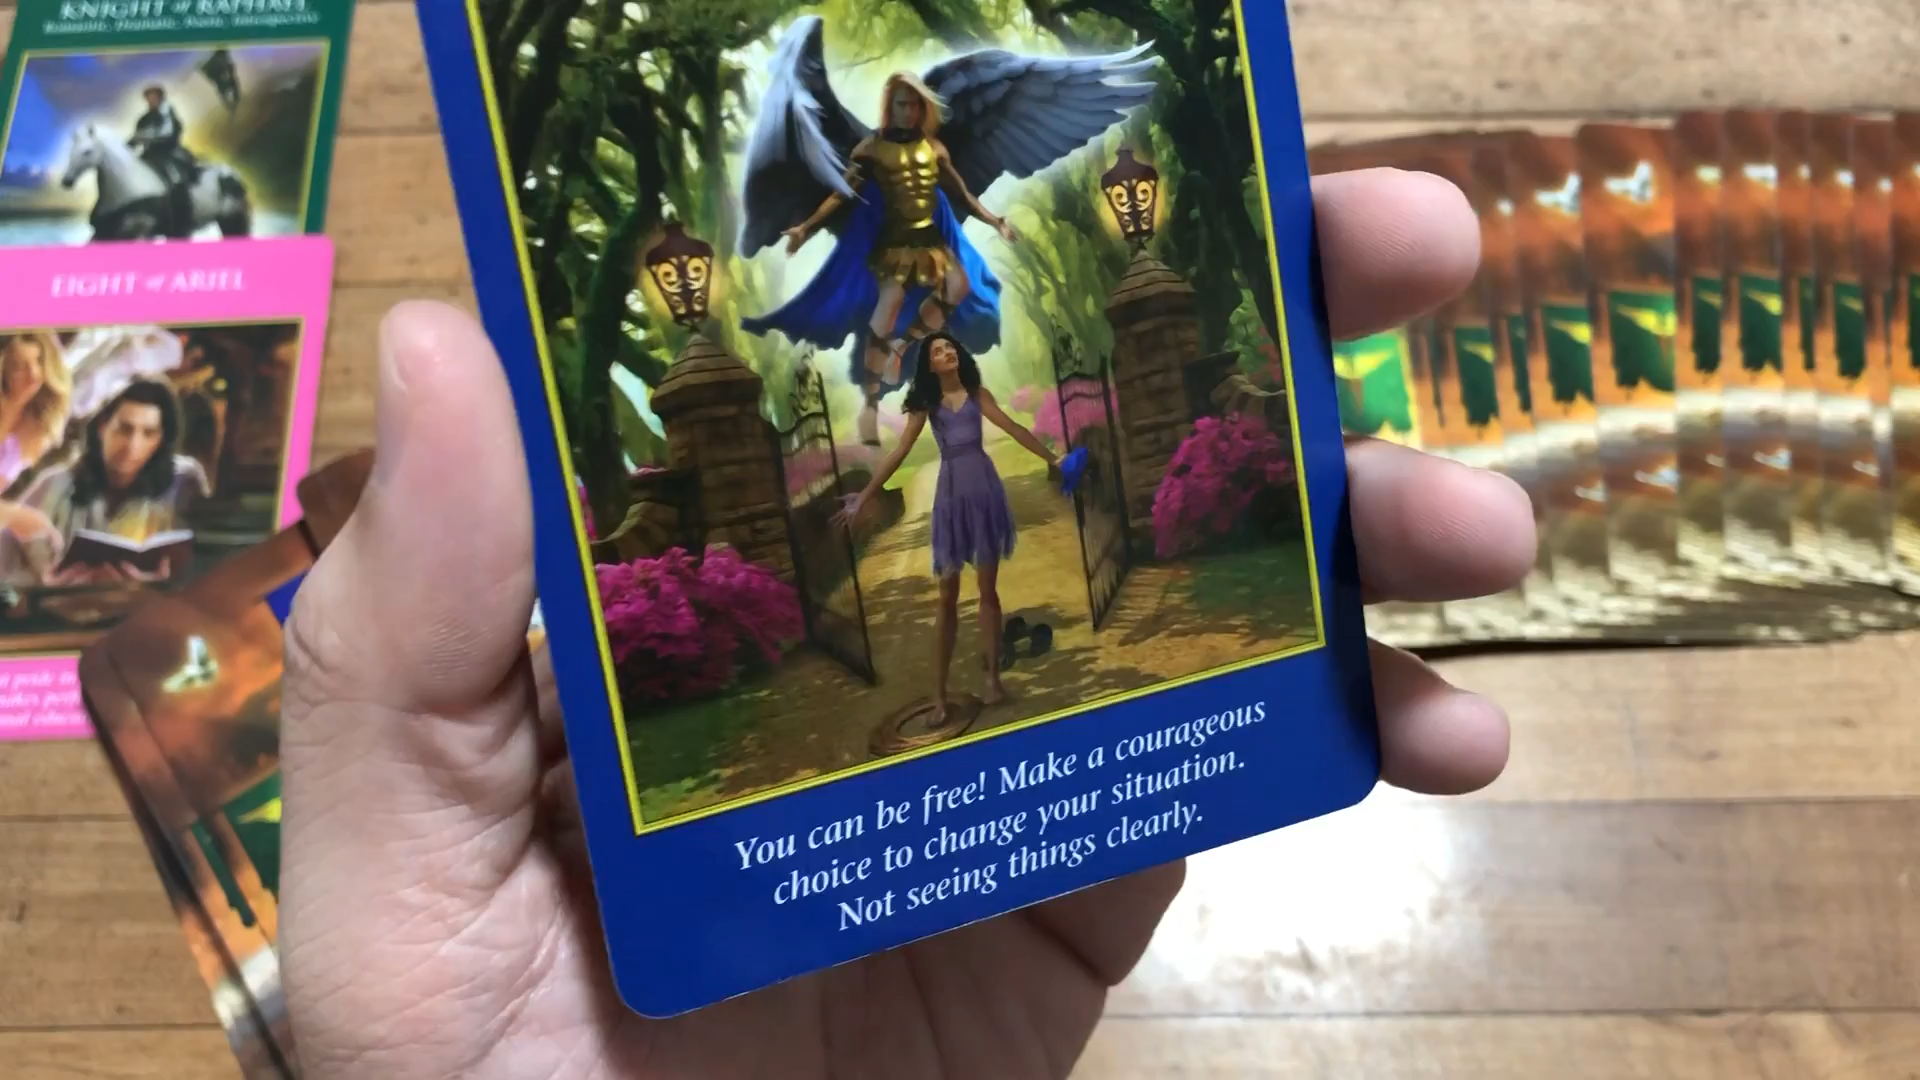 KNIGHT of RAPHAEL
EIGHT of ARIEL
You can be free! Make a courageous
choice to change your situation.
Not seeing things clearly.